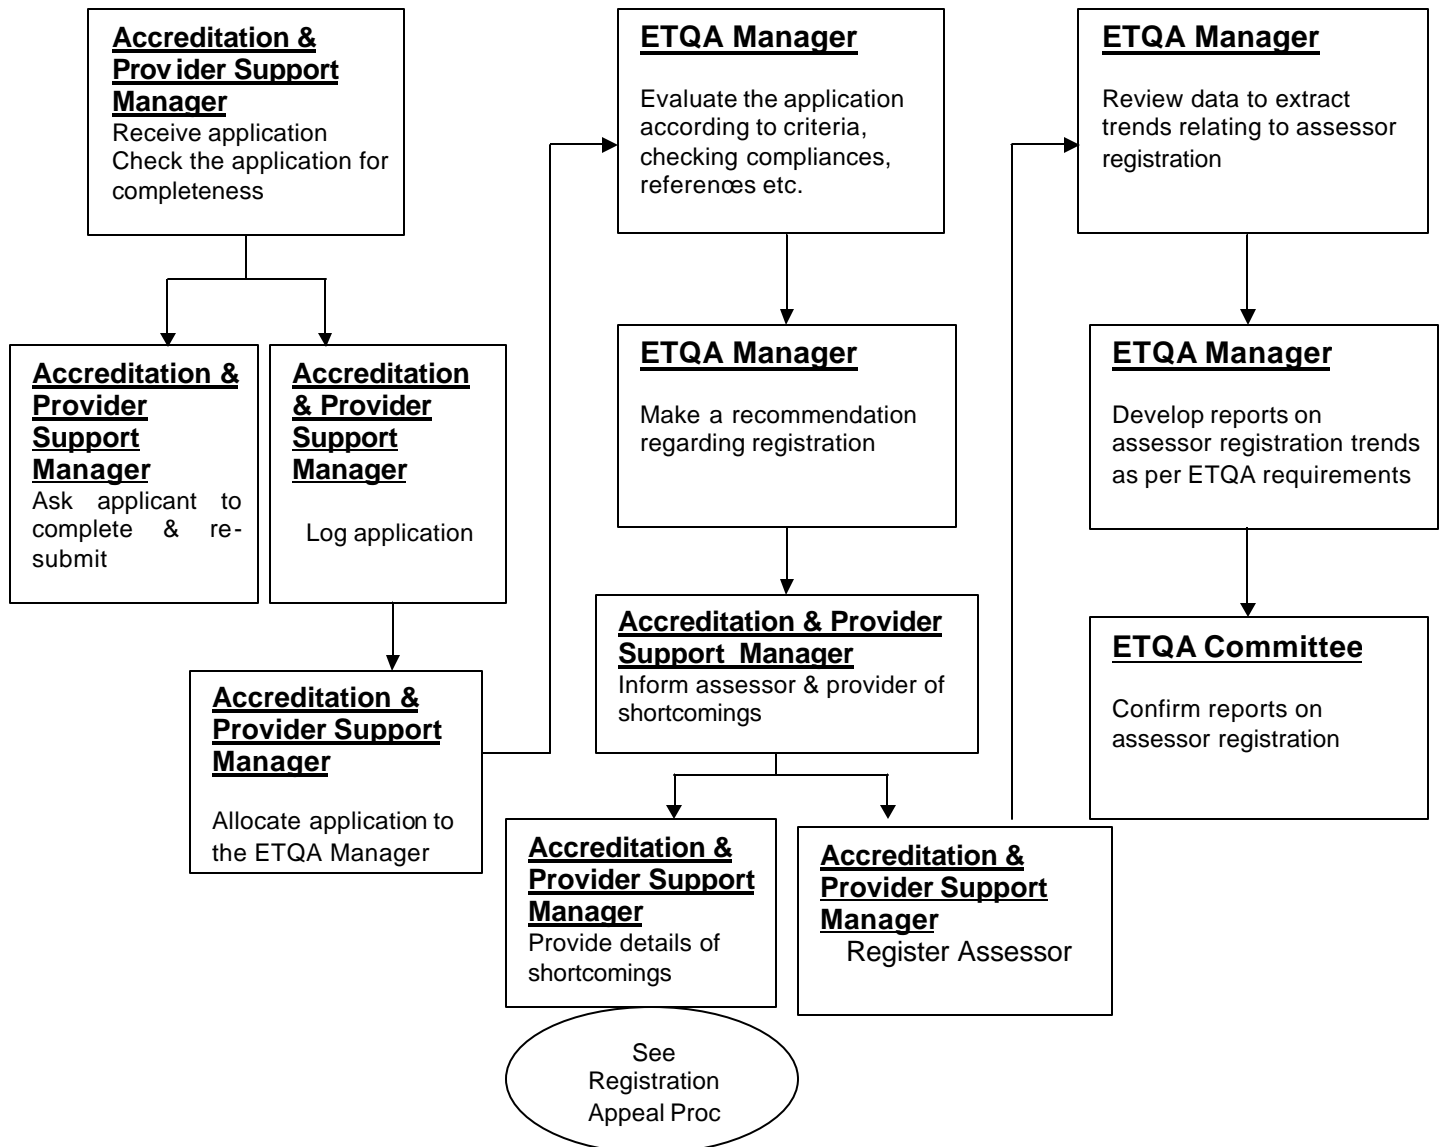 Accreditation &
Provider Support
Manager
Receive application
Check the application for
completeness
Accreditation &
Provider
Support
Manager
Ask applicant to
complete & re-
submit
Accreditation
& Provider
Support
Manager
Log application
Accreditation &
Provider Support
Manager
Allocate application to
the ETQA Manager
ETQA Manager
Evaluate the application
according to criteria,
checking compliances,
references etc.
ETQA Manager
Make a recommendation
regarding registration
Accreditation & Provider
Support Manager
Inform assessor & provider of
shortcomings
Accreditation &
Provider Support
Manager
Provide details of
shortcomings
See
Registration
Appeal Proc
Accreditation &
Provider Support
Manager
Register Assessor
ETQA Manager
Review data to extract
trends relating to assessor
registration
ETQA Manager
Develop reports on
assessor registration trends
as per ETQA requirements
ETQA Committee
Confirm reports on
assessor registration